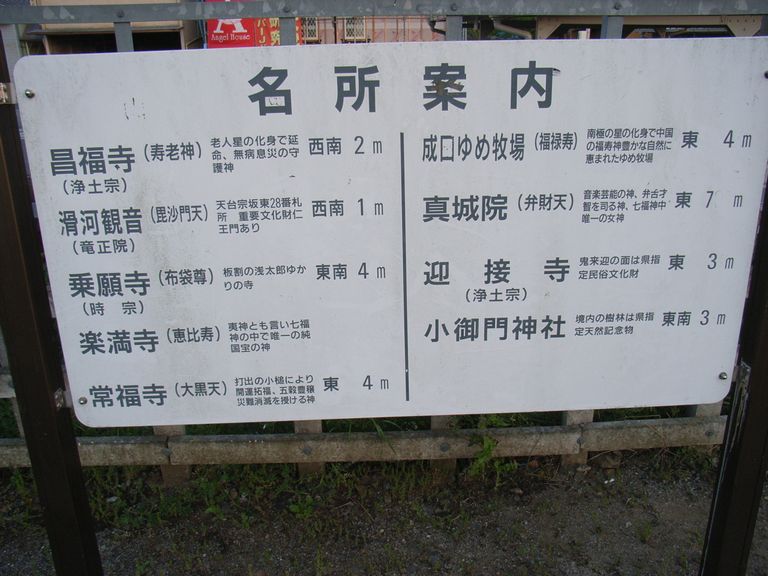 A
Angel House
名所案内
昌福寺 (寿老神) 老人星の化身で延
命、無病息災の守
護神 西南 2m
(浄土宗)
滑河観音 (毘沙門天) 天台宗坂東28番札
所 重要文化財仁
王門あり 西南 1m
(竜正院)
乗願寺 (布袋尊) 板割の浅太郎ゆか
りの寺 東南 4m
(時 宗)
楽満寺 (恵比寿) 夷神とも言い七福
神の中で唯一の純
国宝の神
常福寺 (大黒天) 打出の小槌により
開運拓福、五穀豊穣
災難消滅を授ける神 東 4m
成口ゆめ牧場 (福禄寿) 南極の星の化身で中国
の福寿神豊かな自然に
恵まれたゆめ牧場 東 4m
真城院 (弁財天) 音楽芸能の神、弁舌才
智を司る神、七福神中
唯一の女神 東 7m
迎接寺 鬼来迎の面は県指
定民俗文化財 東 3m
(浄土宗)
小御門神社 境内の樹林は県指
定天然記念物 東南 3m